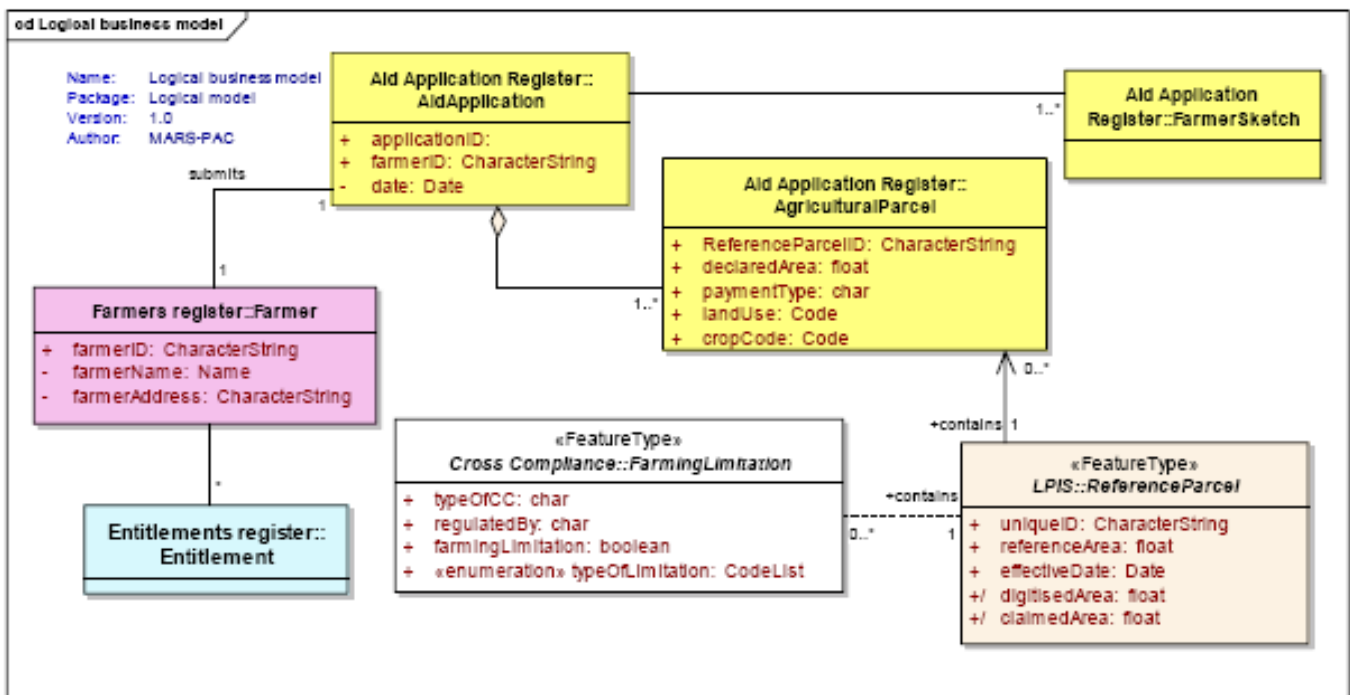 cd Logical business model
Name: Logical business model
Package: Logical model
Version: 1.0
Author: MARS-PAC
Aid Application Register::
AidApplication
+ applicationID:
+ farmerID: CharacterString
- date: Date
1..*
Aid Application
Register::FarmerSketch
submits
1
1
Aid Application Register::
AgriculturalParcel
+ ReferenceParcelID: CharacterString
+ declaredArea: float
+ paymentType: char
+ landUse: Code
+ cropCode: Code
1..*
0..*
Farmers register::Farmer
+ farmerID: CharacterString
- farmerName: Name
- farmerAddress: CharacterString
*
Entitlements register::
Entitlement
«FeatureType»
Cross Compliance::FarmingLimitation
+ typeOfCC: char
+ regulatedBy: char
+ farmingLimitation: boolean
+ «enumeration» typeOfLimitation: CodeList
+contains 1
+contains
0..*
1
«FeatureType»
LPIS::ReferenceParcel
+ uniqueID: CharacterString
+ referenceArea: float
+ effectiveDate: Date
+/ digitisedArea: float
+/ claimedArea: float